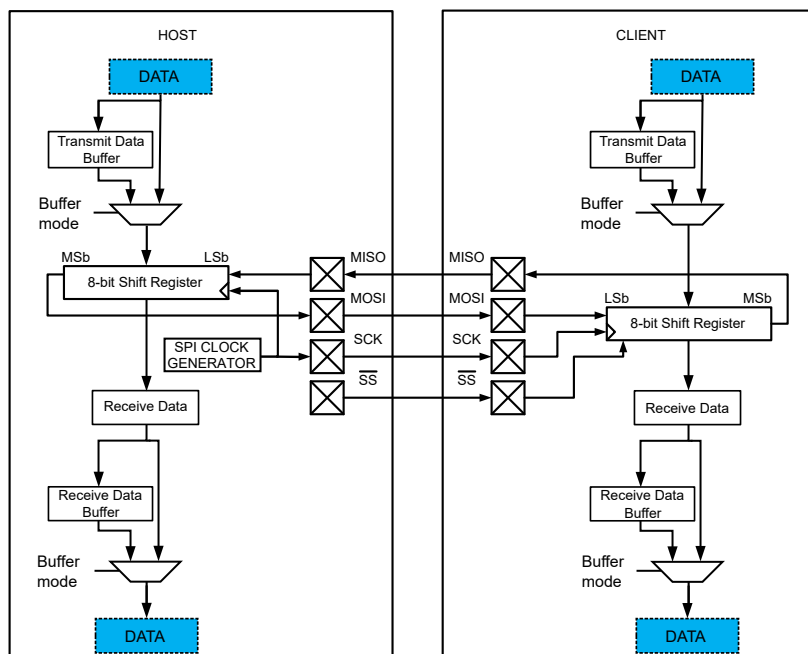 HOST
DATA
Transmit Data
Buffer
Buffer
mode
MSb
LSb
8-bit Shift Register
SPI CLOCK
GENERATOR
Receive Data
Receive Data
Buffer
Buffer
mode
DATA
MISO
MOSI
SCK
SS
MISO
MOSI
SCK
SS
CLIENT
DATA
Transmit Data
Buffer
Buffer
mode
LSb
MSb
8-bit Shift Register
Receive Data
Receive Data
Buffer
Buffer
mode
DATA